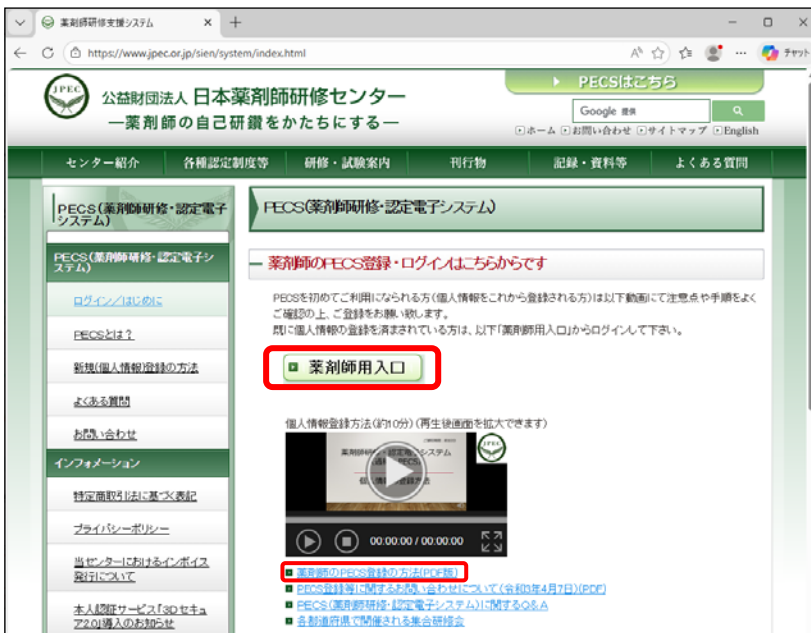 薬剤師研修支援システム
https://www.jpec.or.jp/sien/system/index.html
チャット
JPEC
公益財団法人 日本薬剤師研修センター
―薬剤師の自己研鑽をかたちにする―
PECSはこちら
Google 提供
ホーム お問い合わせ サイトマップ English
センター紹介 各種認定制度等 研修・試験案内 刊行物 記録・資料等 よくある質問
PECS(薬剤師研修・認定電子
システム)
PECS(薬剤師研修・認定電子シ
ステム)
ログイン/はじめに
PECSとは?
新規(個人情報)登録の方法
よくある質問
お問い合わせ
インフォメーション
特定商取引法に基づく表記
プライバシーポリシー
当センターにおけるインボイス
発行について
本人認証サービス「3Dセキュ
ア2.0」導入のお知らせ
PECS(薬剤師研修・認定電子システム)
薬剤師のPECS登録・ログインはこちらからです
PECSを初めてご利用になられる方(個人情報をこれから登録される方)は以下動画にて注意点や手順をよく
ご確認の上、ご登録をお願い致します。
既に個人情報の登録を済まされている方は、以下「薬剤師用入口」からログインして下さい。
薬剤師用入口
個人情報登録方法(約10分)(再生後画面を拡大できます)
JPEC
00:00:00 / 00:00:00
薬剤師のPECS登録の方法(PDF版)
PECS登録等に関するお問い合わせについて(令和3年4月7日)(PDF)
PECS(薬剤師研修・認定電子システム)に関するQ&A
各都道府県で開催される集合研修会